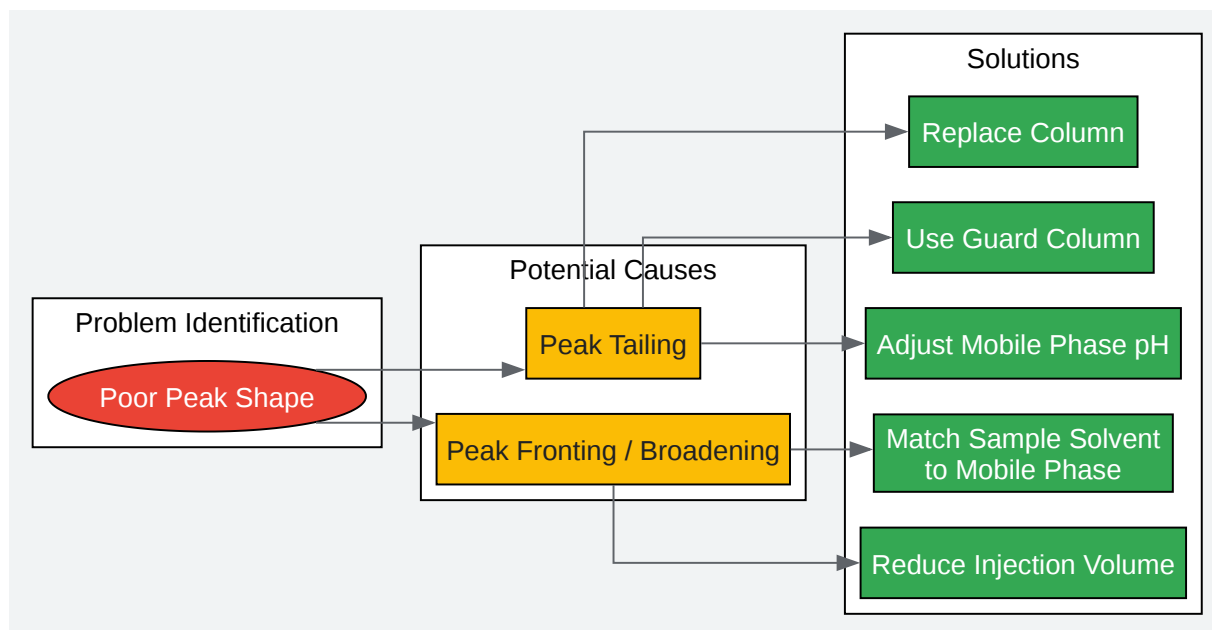 Problem Identification
Poor Peak Shape
Potential Causes
Peak Tailing
Peak Fronting / Broadening
Solutions
Replace Column
Use Guard Column
Adjust Mobile Phase pH
Match Sample Solvent
to Mobile Phase
Reduce Injection Volume